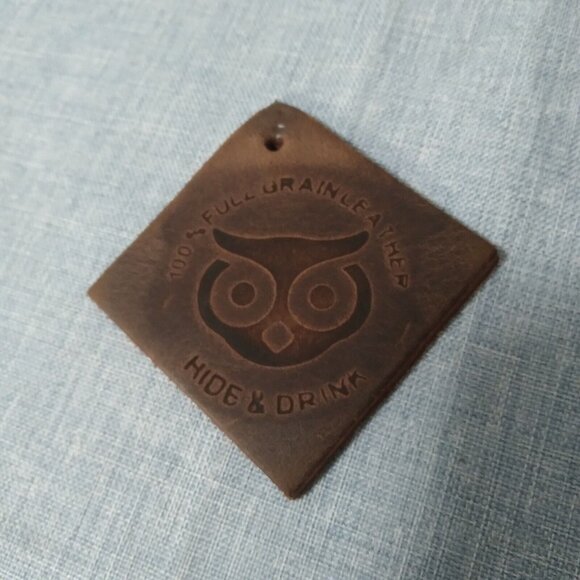 100% FULL GRAIN LEATHER
HIDE & DRINK